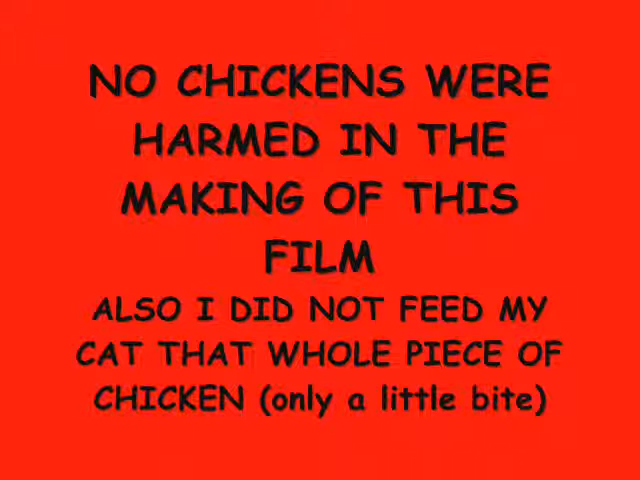 NO CHICKENS WERE
HARMED IN THE
MAKING OF THIS
FILM
ALSO I DID NOT FEED MY
CAT THAT WHOLE PIECE OF
CHICKEN (only a little bite)